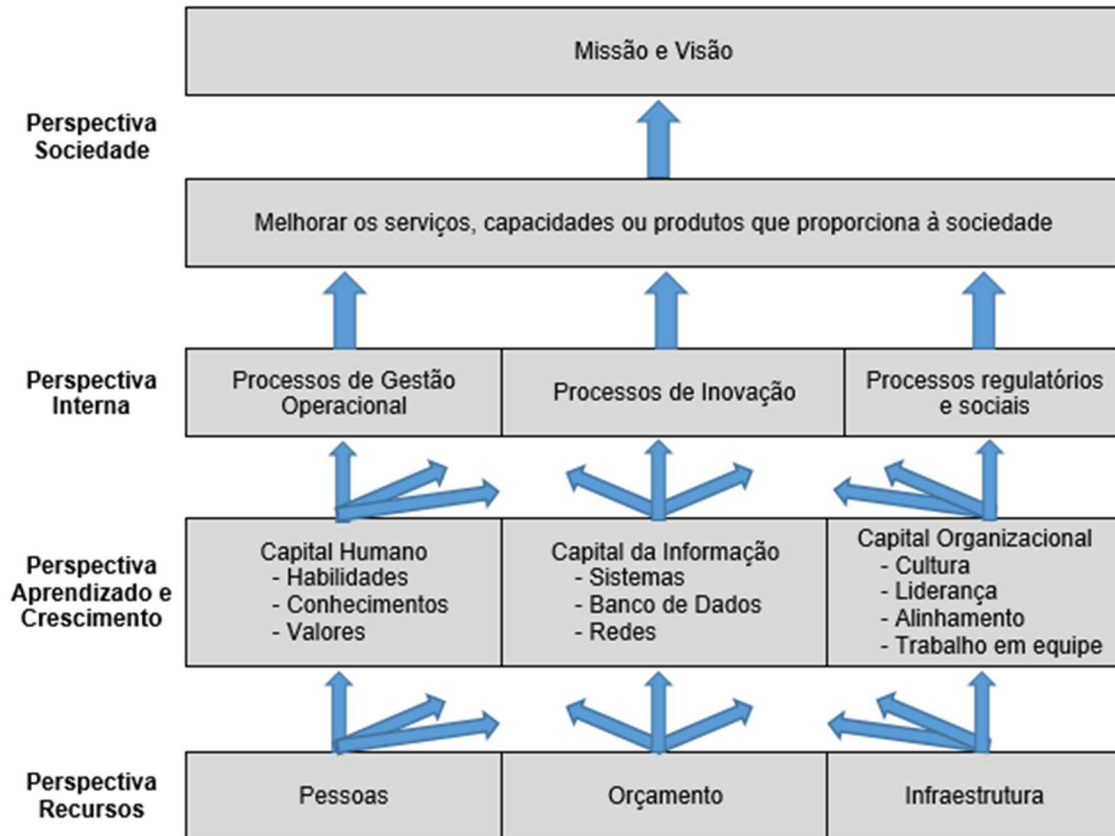 Missão e Visão
Perspectiva
Sociedade
Melhorar os serviços, capacidades ou produtos que proporciona à sociedade
Perspectiva
Interna
Processos de Gestão
Operacional
Processos de Inovação
Processos regulatórios
e sociais
Perspectiva
Aprendizado e
Crescimento
Capital Humano
- Habilidades
- Conhecimentos
- Valores
Capital da Informação
- Sistemas
- Banco de Dados
- Redes
Capital Organizacional
- Cultura
- Liderança
- Alinhamento
- Trabalho em equipe
Perspectiva
Recursos
Pessoas
Orçamento
Infraestrutura